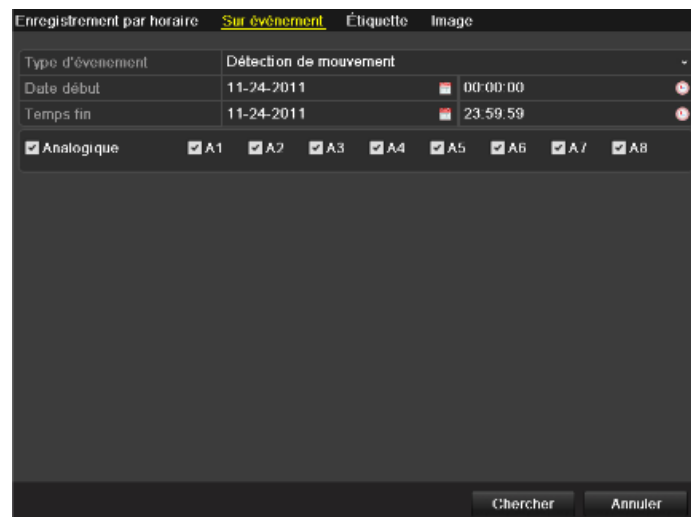 Enregistrement par horaire Sur événement Étiquette Image
Type d'évenement Détection de mouvement
Date début 11-24-2011 00:00:00
Temps fin 11-24-2011 23:59:59
Analogique A1 A2 A3 A4 A5 A6 A7 A8
Chercher Annuler